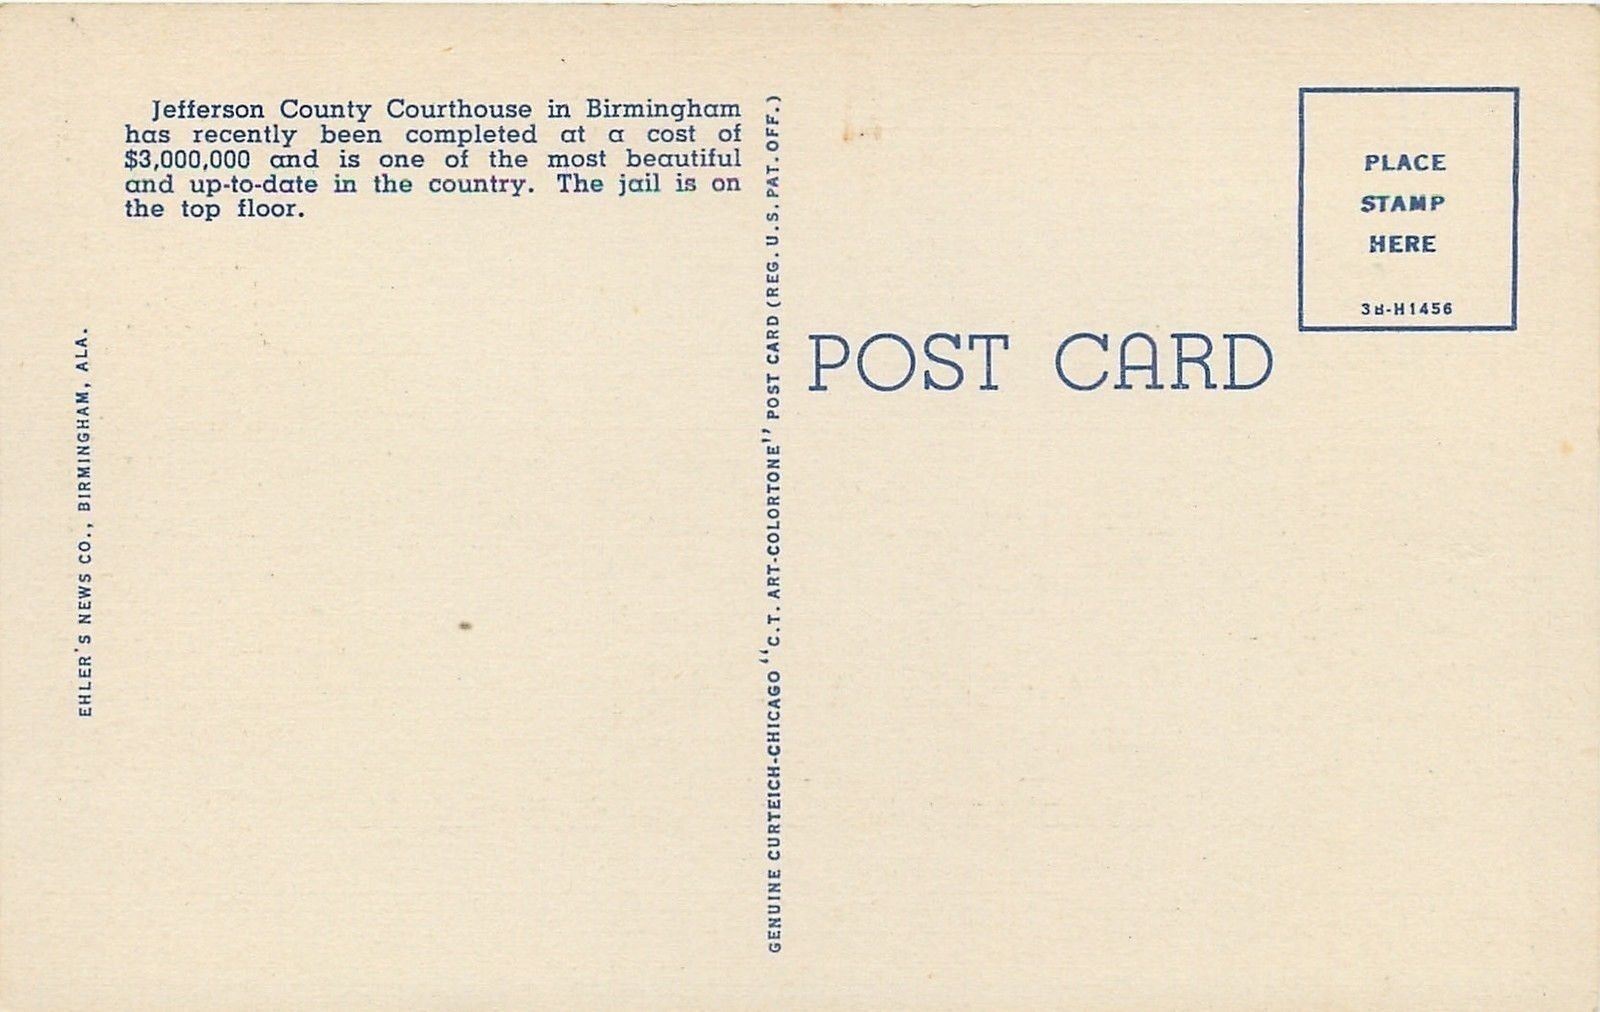 Jefferson County Courthouse in Birmingham
has recently been completed at a cost of
$3,000,000 and is one of the most beautiful
and up-to-date in the country. The jail is on
the top floor.
EHLER'S NEWS CO., BIRMINGHAM, ALA.
GENUINE CURTEICH-CHICAGO "C.T. ART-COLORTONE" POST CARD (REG. U.S. PAT. OFF.)
POST CARD
PLACE
STAMP
HERE
3B-H1456